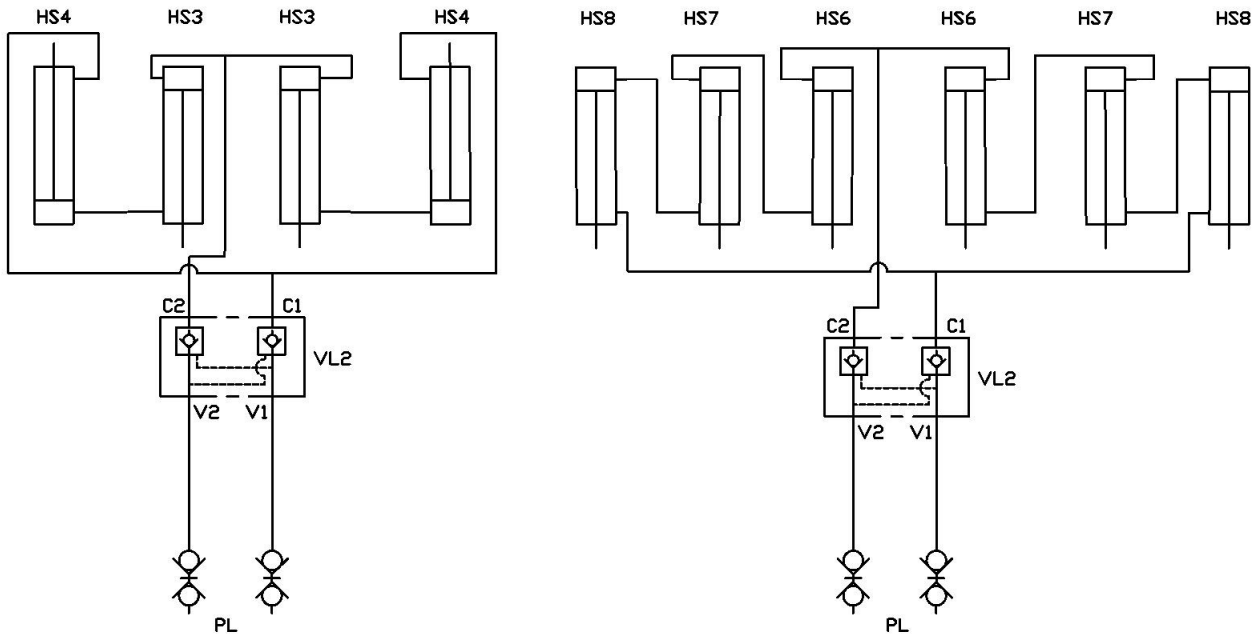 HS4 HS3 HS3 HS4 HS8 HS7 HS6 HS6 HS7 HS8
C2 C1
VL2
V2 V1
C2 C1
VL2
V2 V1
PL PL